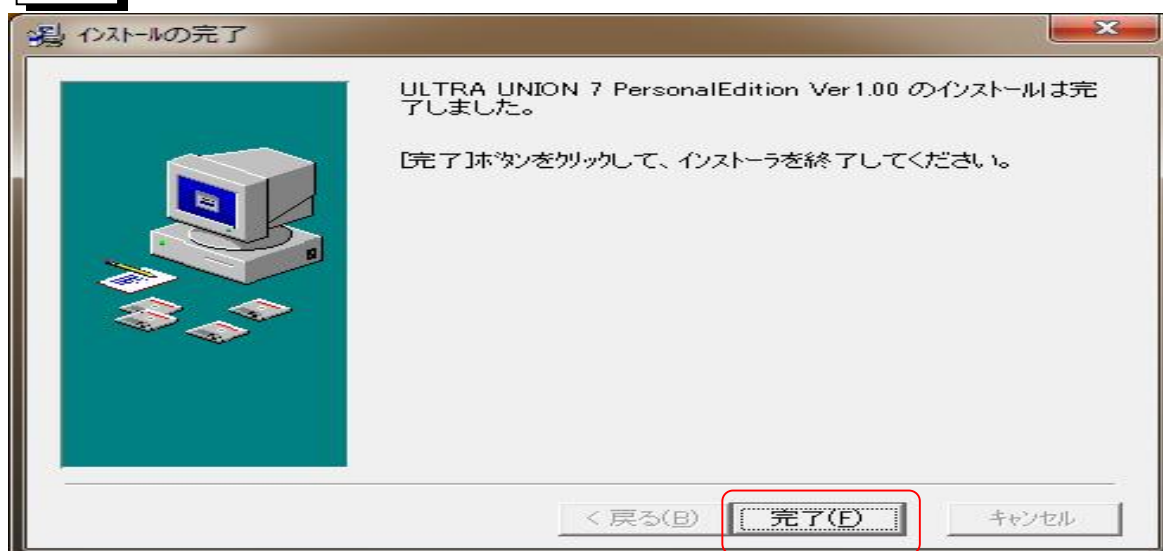 インストールの完了
ULTRA UNION 7 PersonalEdition Ver1.00 のインストールは完
了しました。
[完了]ボタンをクリックして、インストーラを終了してください。
< 戻る(B)
完了(F)
キャンセル